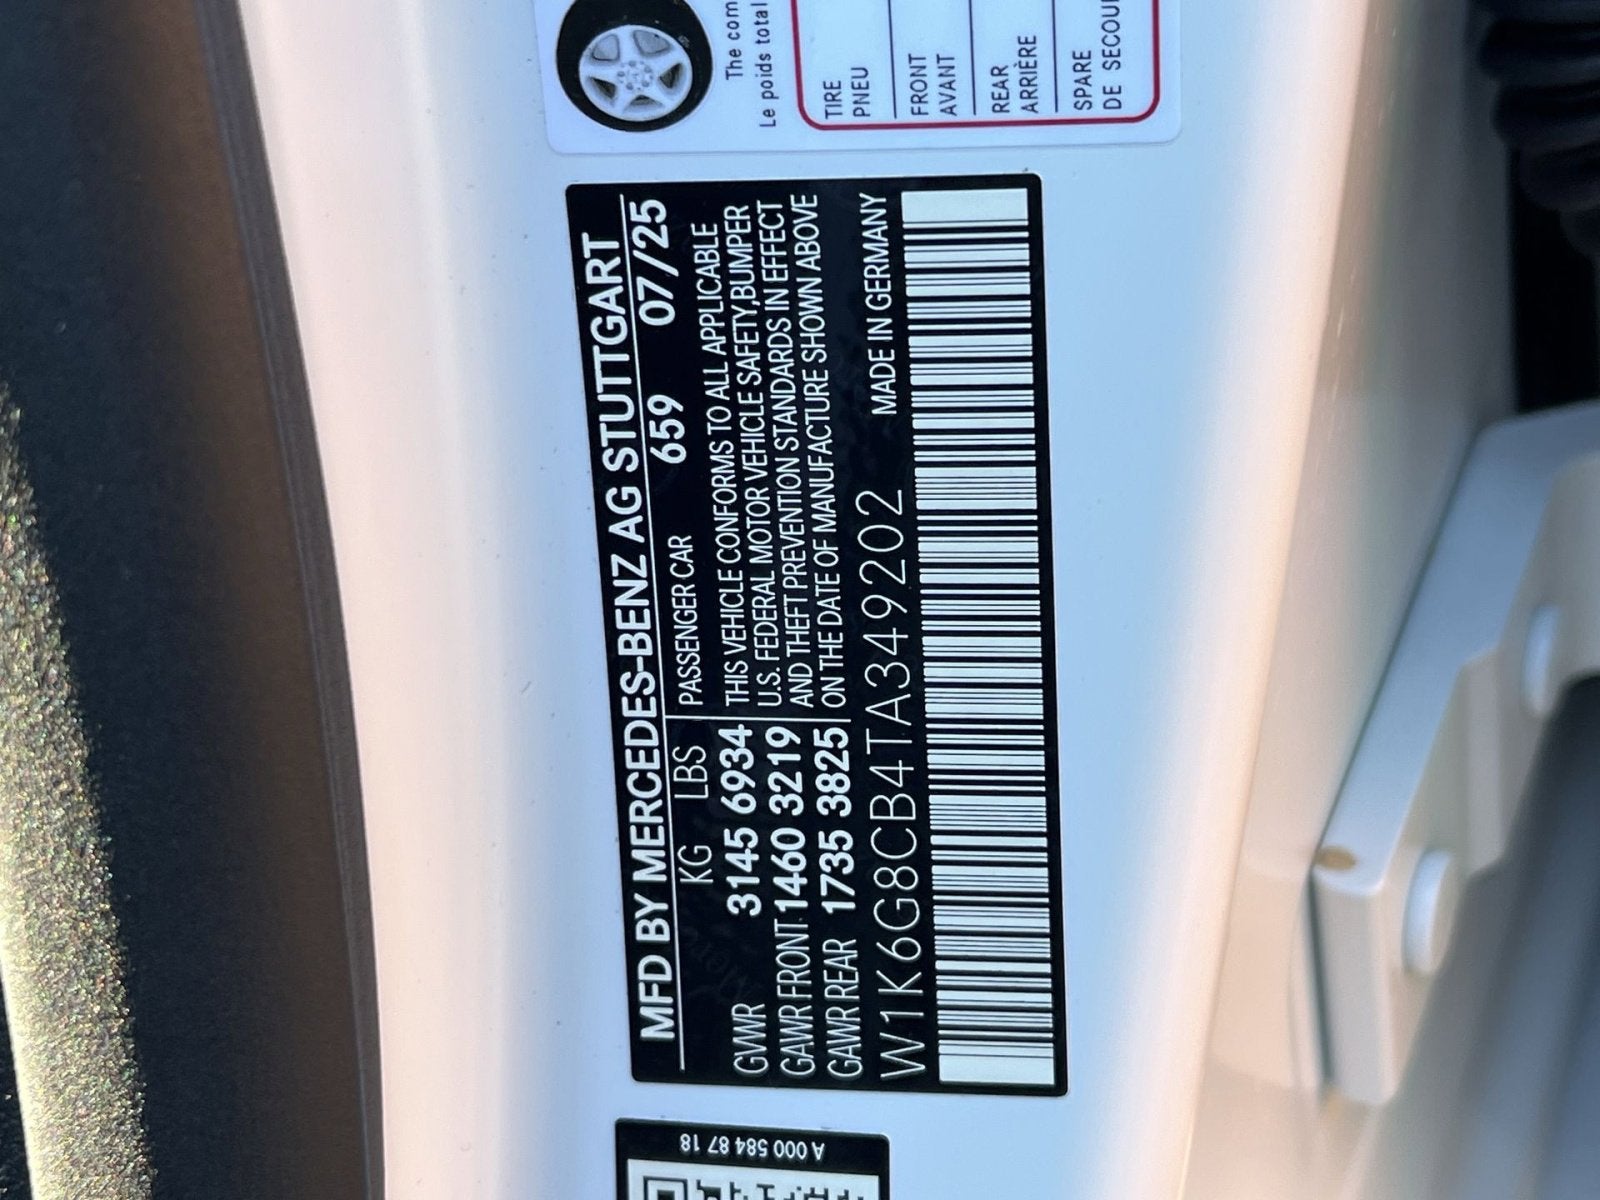 The com
Le poids total
TIRE
PNEU
FRONT
AVANT
REAR
ARRIÈRE
SPARE
DE SECOU
MFD BY MERCEDES-BENZ AG STUTTGART
KG LBS PASSENGER CAR 659 07/25
GVWR 3145 6934
GAWR FRONT 1460 3219
GAWR REAR 1735 3825
THIS VEHICLE CONFORMS TO ALL APPLICABLE
U.S. FEDERAL MOTOR VEHICLE SAFETY,BUMPER
AND THEFT PREVENTION STANDARDS IN EFFECT
ON THE DATE OF MANUFACTURE SHOWN ABOVE
W1K6G8CB4TA349202 MADE IN GERMANY
A 000 584 87 18